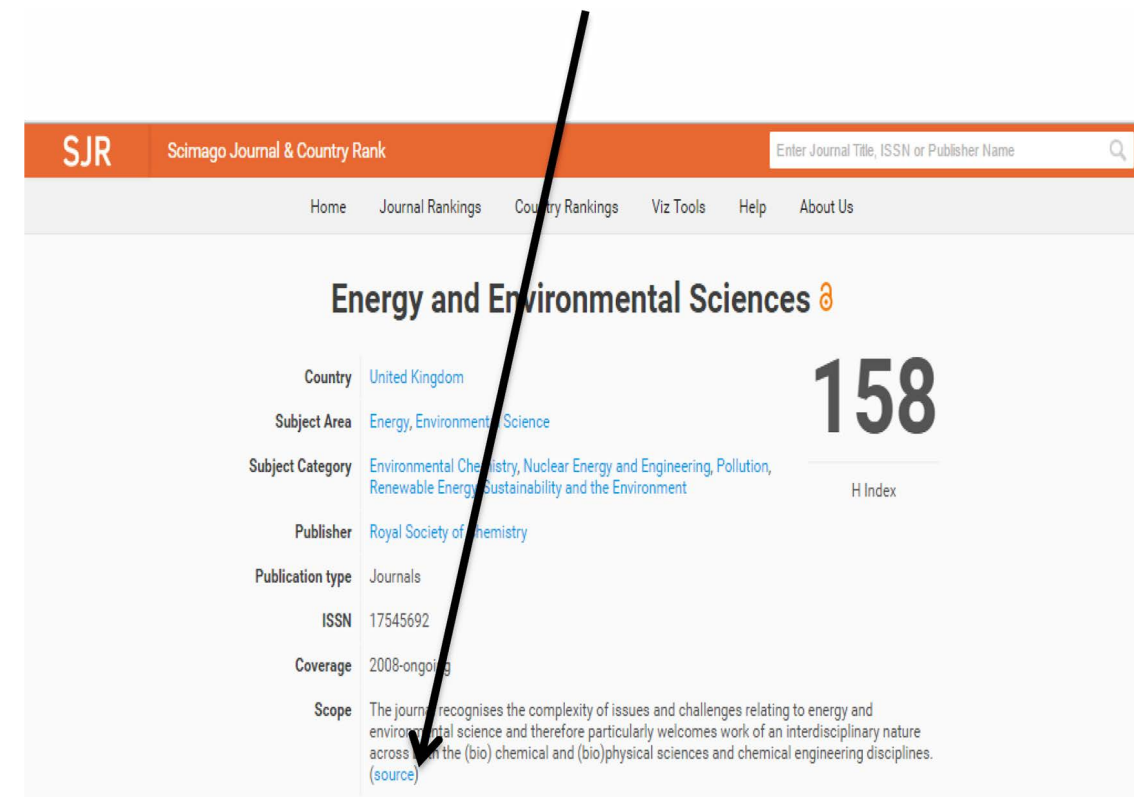 SJR
Scimago Journal & Country Rank
Enter Journal Title, ISSN or Publisher Name
Home Journal Rankings Country Rankings Viz Tools Help About Us
Energy and Environmental Sciences
Country United Kingdom
158
Subject Area Energy, Environmental Science
Subject Category Environmental Chemistry, Nuclear Energy and Engineering, Pollution,
Renewable Energy, Sustainability and the Environment
H Index
Publisher Royal Society of Chemistry
Publication type Journals
ISSN 17545692
Coverage 2008-ongoing
Scope The journal recognises the complexity of issues and challenges relating to energy and
environmental science and therefore particularly welcomes work of an interdisciplinary nature
across both the (bio) chemical and (bio)physical sciences and chemical engineering disciplines.
(source)